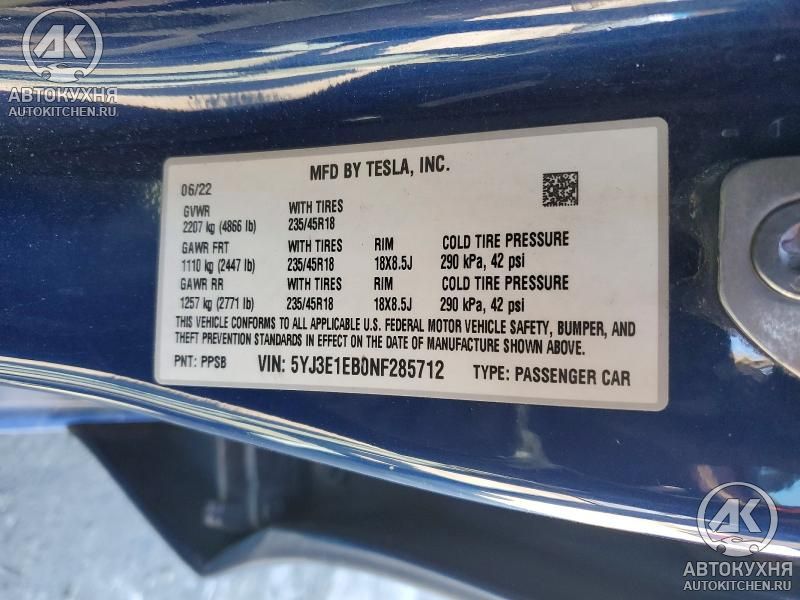 AK
АВТОКУХНЯ
AUTOKITCHEN.RU
MFD BY TESLA, INC.
06/22
GVWR WITH TIRES
2207 kg (4866 lb) 235/45R18
GAWR FRT WITH TIRES RIM COLD TIRE PRESSURE
1110 kg (2447 lb) 235/45R18 18X8.5J 290 kPa, 42 psi
GAWR RR WITH TIRES RIM COLD TIRE PRESSURE
1257 kg (2771 lb) 235/45R18 18X8.5J 290 kPa, 42 psi
THIS VEHICLE CONFORMS TO ALL APPLICABLE U.S. FEDERAL MOTOR VEHICLE SAFETY, BUMPER, AND
THEFT PREVENTION STANDARDS IN EFFECT ON THE DATE OF MANUFACTURE SHOWN ABOVE.
PNT: PPSB VIN: 5YJ3E1EB0NF285712 TYPE: PASSENGER CAR
AK
АВТОКУХНЯ
AUTOKITCHEN.RU